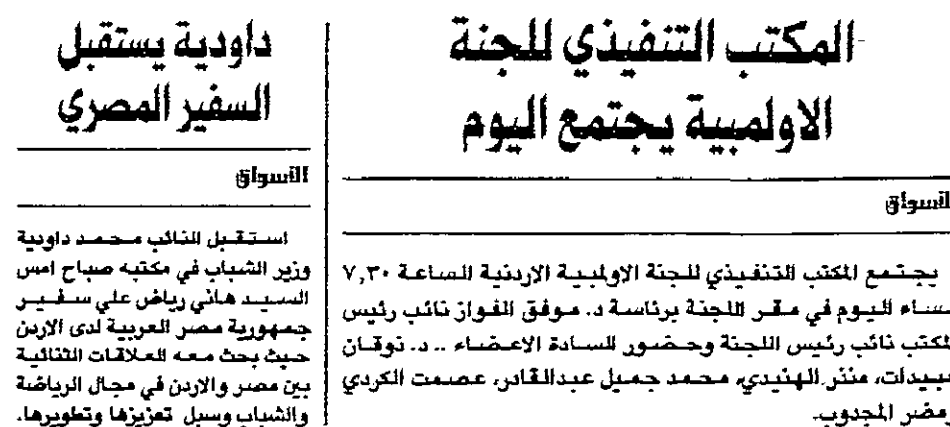 المكتب التنفيذي للجنة
الاولمبية يجتمع اليوم
لاسواق
يجتمع المكتب التنفيذي للجنة الاولمبية الاردنية الساعة ٧,٣٠
مساء اليوم في مقر اللجنة برئاسة د. موفق الفواز نائب رئيس
لمكتب نائب رئيس اللجنة وحضور السادة الاعضاء .. د. نوقان
عبيدات، منذر الهنيدي، محمد جميل عبدالقادر، عصمت الكردي
ومضر المجدوب.
داودية يستقبل
السفير المصري
الاسواق
استقبل النائب محمد داودية
وزير الشباب في مكتبه صباح امس
السيد هاني رياض علي سفير
جمهورية مصر العربية لدى الاردن
حيث بحث معه العلاقات الثنائية
بين مصر والاردن في مجال الرياضة
والشباب وسبل تعزيزها وتطويرها.